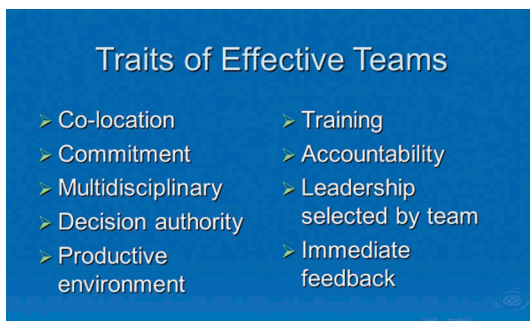 Traits of Effective Teams
➢ Co-location
➢ Commitment
➢ Multidisciplinary
➢ Decision authority
➢ Productive
environment
➢ Training
➢ Accountability
➢ Leadership
selected by team
➢ Immediate
feedback